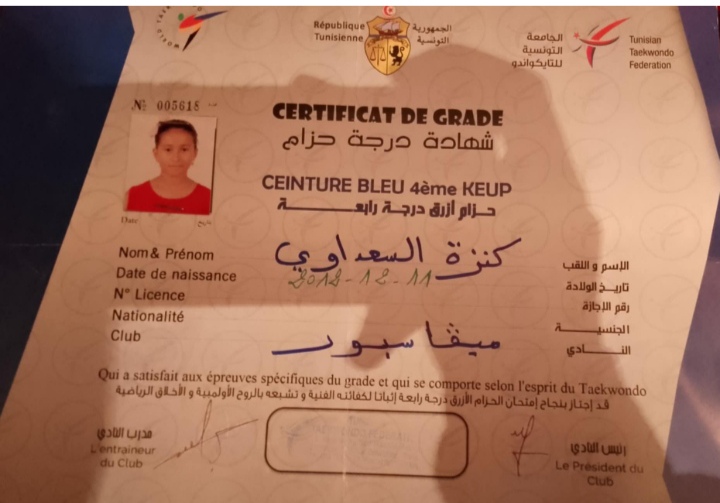 République
Tunisienne
الجمهورية
التونسية
الجامعة
التونسية
للتايكواندو
Tunisian
Taekwondo
Federation
N: 005618
CERTIFICAT DE GRADE
شهادة درجة حزام
CEINTURE BLEU 4ème KEUP
حزام أزرق درجة رابعة
Date
Nom& Prénom
كنزة السعداوي
الإسم و اللقب
Date de naissance
2012-12-11
تاريخ الولادة
N° Licence
رقم الإجازة
Nationalité
الجنسية
Club
ميقا سبور
النادي
Qui a satisfait aux épreuves spécifiques du grade et qui se comporte selon l'esprit du Taekwondo
قد إجتاز بنجاح إمتحان الحزام الأزرق درجة رابعة إثباتا لكفائته الفنية و تشبعه بالروح الأولمبية و الأخلاق الرياضية
مدرب النادي
L'entraineur
du Club
رئيس النادي
Le Président du
Club